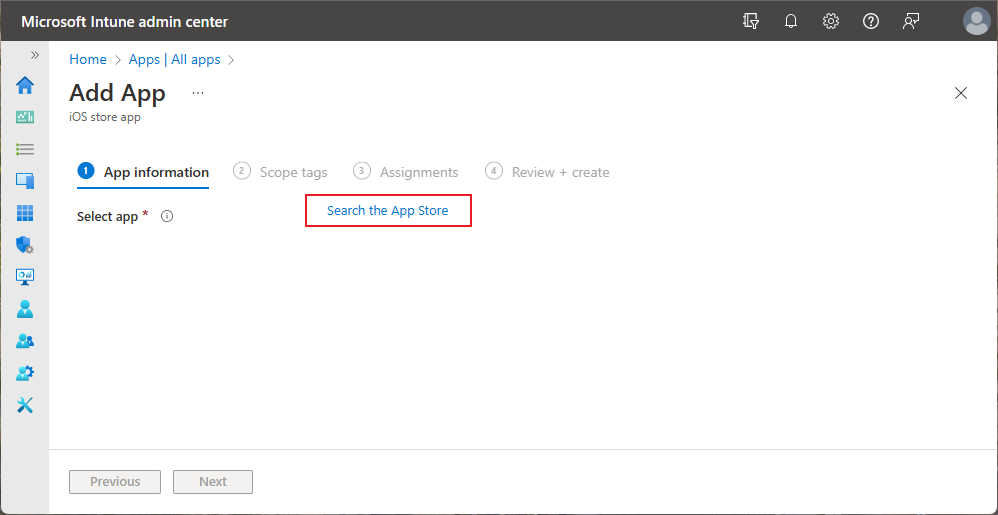 Microsoft Intune admin center
Home > Apps | All apps >
Add App ...
iOS store app
1 App information 2 Scope tags 3 Assignments 4 Review + create
Select app * Search the App Store
Previous Next